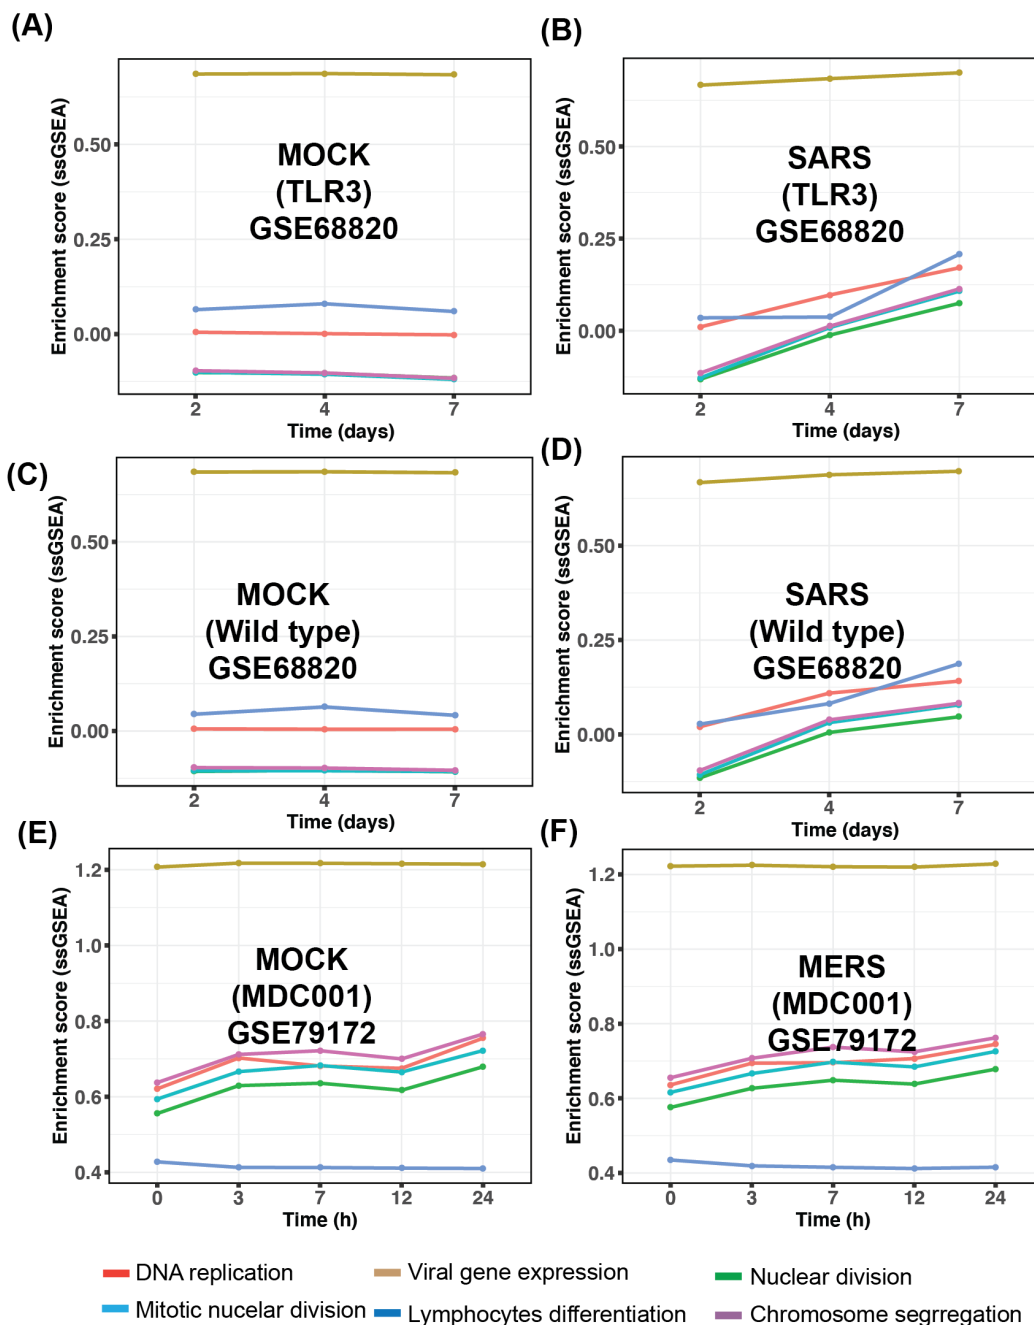 (A)
Enrichment score (ssGSEA)
0.50
0.25
0.00
MOCK
(TLR3)
GSE68820
2 4 7
Time (days)
(B)
Enrichment score (ssGSEA)
0.50
0.25
0.00
SARS
(TLR3)
GSE68820
2 4 7
Time (days)
(C)
Enrichment score (ssGSEA)
0.50
0.25
0.00
MOCK
(Wild type)
GSE68820
2 4 7
Time (days)
(D)
Enrichment score (ssGSEA)
0.50
0.25
0.00
SARS
(Wild type)
GSE68820
2 4 7
Time (days)
(E)
Enrichment score (ssGSEA)
1.2
1.0
0.8
0.6
0.4
MOCK
(MDC001)
GSE79172
0 3 7 12 24
Time (h)
(F)
Enrichment score (ssGSEA)
1.2
1.0
0.8
0.6
0.4
MERS
(MDC001)
GSE79172
0 3 7 12 24
Time (h)
DNA replication
Viral gene expression
Nuclear division
Mitotic nucelar division
Lymphocytes differentiation
Chromosome segrregation